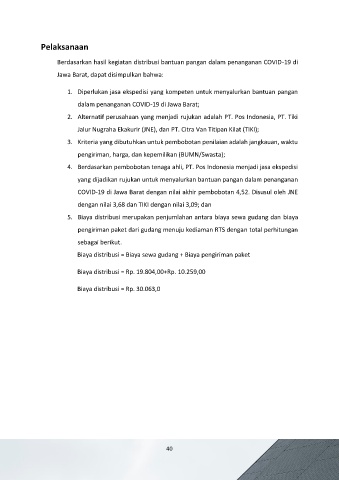 Pelaksanaan
Berdasarkan hasil kegiatan distribusi bantuan pangan dalam penanganan COVID-19 di
Jawa Barat, dapat disimpulkan bahwa:
1. Diperlukan jasa ekspedisi yang kompeten untuk menyalurkan bantuan pangan
dalam penanganan COVID-19 di Jawa Barat;
2. Alternatif perusahaan yang menjadi rujukan adalah PT. Pos Indonesia, PT. Tiki
Jalur Nugraha Ekakurir (JNE), dan PT. Citra Van Titipan Kilat (TIKI);
3. Kriteria yang dibutuhkan untuk pembobotan penilaian adalah jangkauan, waktu
pengiriman, harga, dan kepemilikan (BUMN/Swasta);
4. Berdasarkan pembobotan tenaga ahli, PT. Pos Indonesia menjadi jasa ekspedisi
yang dijadikan rujukan untuk menyalurkan bantuan pangan dalam penanganan
COVID-19 di Jawa Barat dengan nilai akhir pembobotan 4,52. Disusul oleh JNE
dengan nilai 3,68 dan TIKI dengan nilai 3,09; dan
5. Biaya distribusi merupakan penjumlahan antara biaya sewa gudang dan biaya
pengiriman paket dari gudang menuju kediaman RTS dengan total perhitungan
sebagai berikut.
Biaya distribusi = Biaya sewa gudang + Biaya pengiriman paket
Biaya distribusi = Rp. 19.804,00+Rp. 10.259,00
Biaya distribusi = Rp. 30.063,0
40